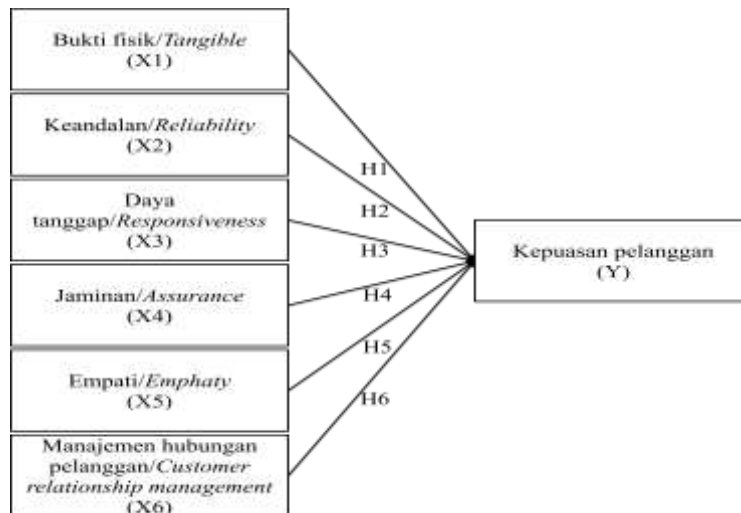 Bukti fisik/Tangible
(X1)
Keandalan/Reliability
(X2)
Daya
tanggap/Responsiveness
(X3)
Jaminan/Assurance
(X4)
Empati/Emphaty
(X5)
Manajemen hubungan
pelanggan/Customer
relationship management
(X6)
H1
H2
H3
H4
H5
H6
Kepuasan pelanggan
(Y)